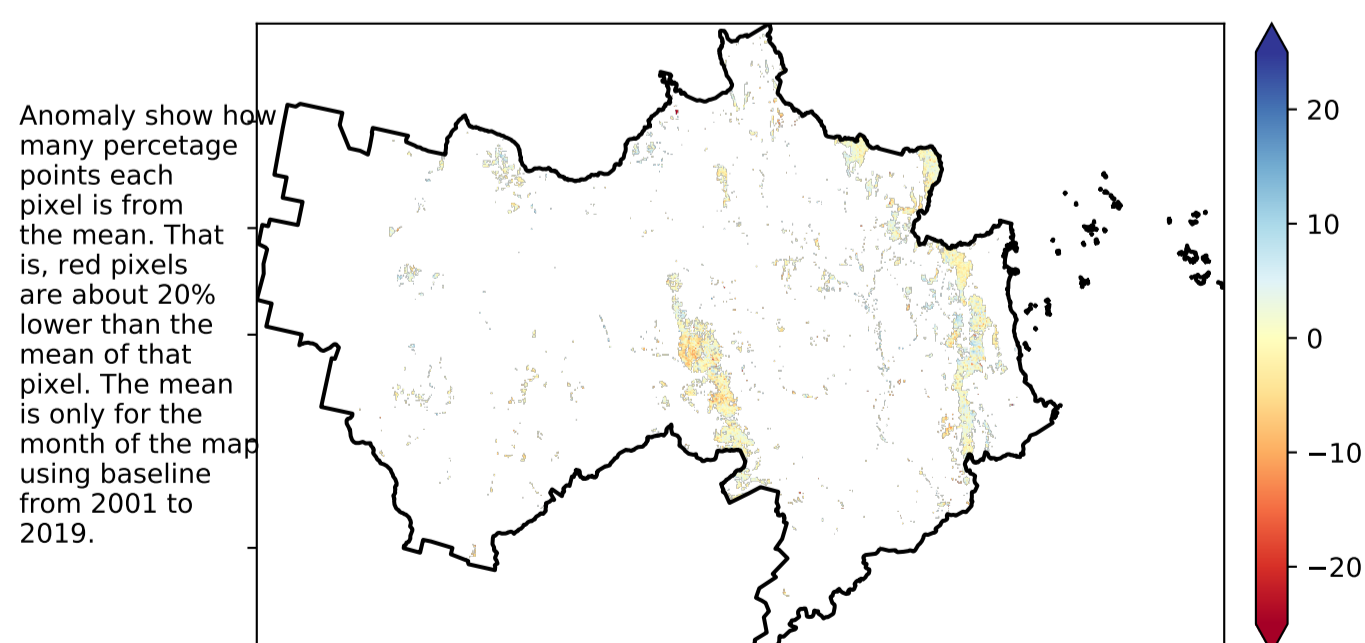 Anomaly show how
many percetage
points each
pixel is from
the mean. That
is, red pixels
are about 20%
lower than the
mean of that
pixel. The mean
is only for the
month of the map
using baseline
from 2001 to
2019.
20
10
0
−10
−20